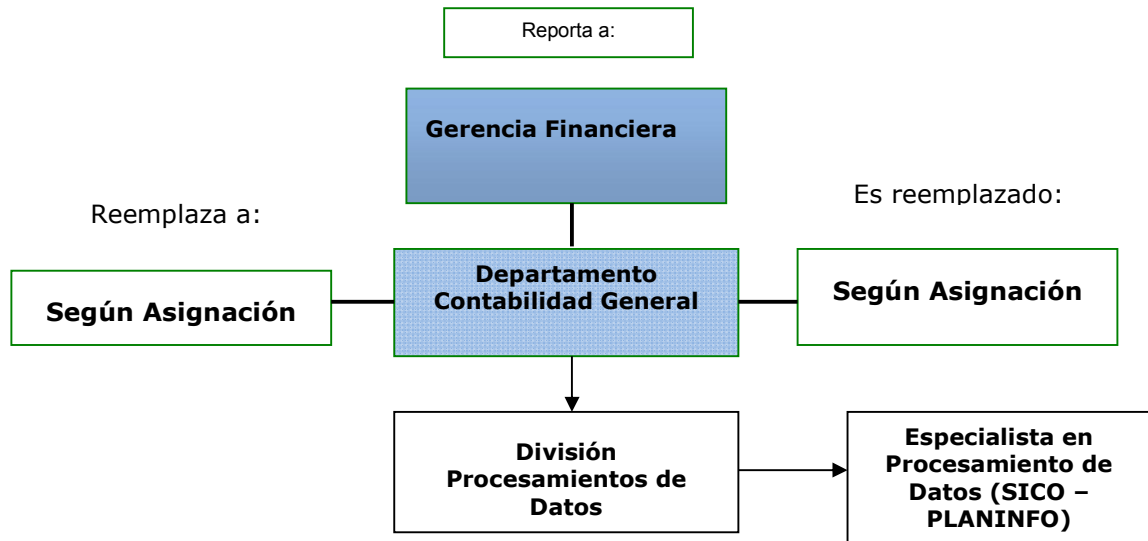 Reporta a:
Gerencia Financiera
Reemplaza a:
Es reemplazado:
Según Asignación
Departamento
Contabilidad General
Según Asignación
División
Procesamientos de
Datos
Especialista en
Procesamiento de
Datos (SICO –
PLANINFO)